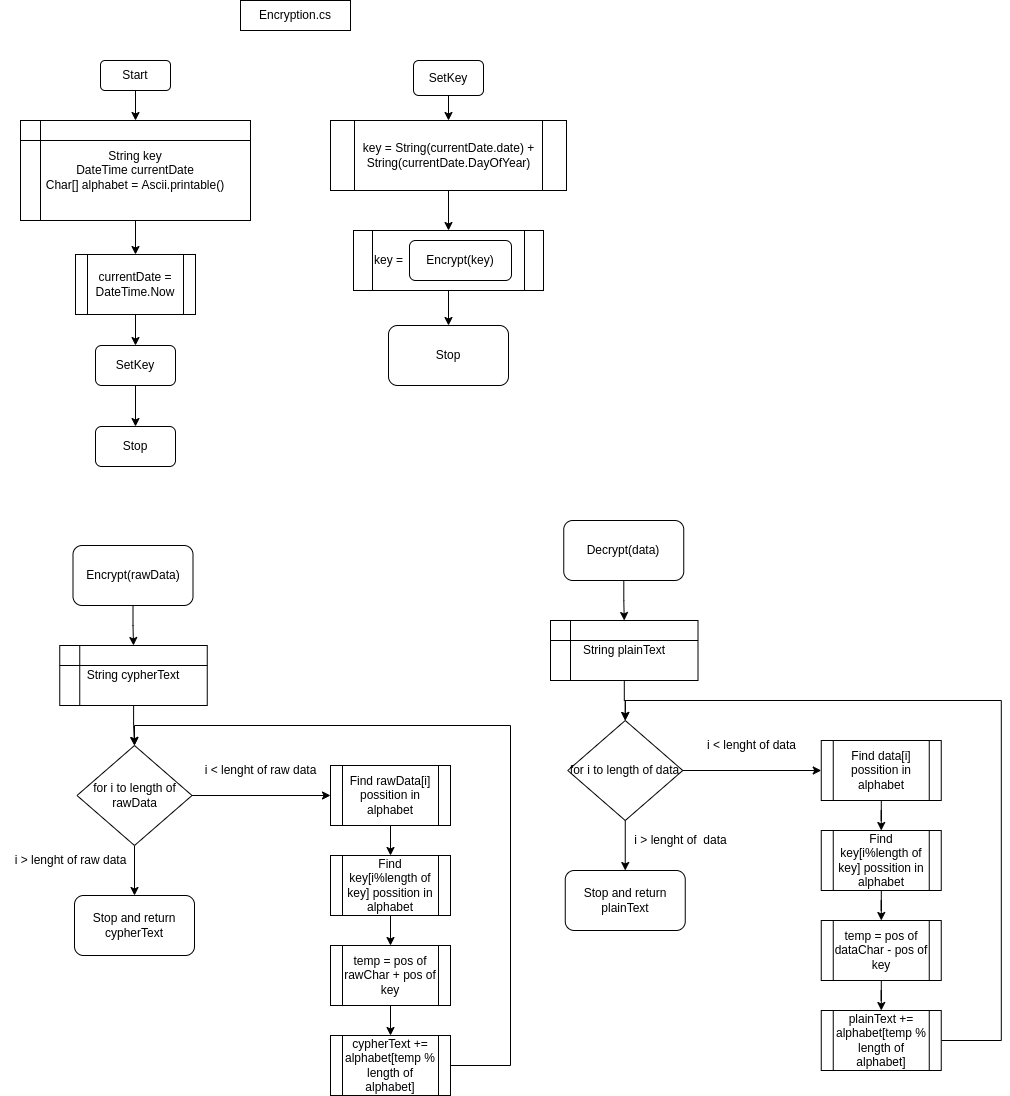 Encryption.cs
Start
String key
DateTime currentDate
Char[] alphabet = Ascii.printable()
currentDate =
DateTime.Now
SetKey
Stop
SetKey
key = String(currentDate.date) +
String(currentDate.DayOfYear)
key =
Encrypt(key)
Stop
Encrypt(rawData)
String cypherText
for i to length of
rawData
i < lenght of raw data
i > lenght of raw data
Stop and return
cypherText
Find rawData[i]
possition in
alphabet
Find
key[i%length of
key] possition in
alphabet
temp = pos of
rawChar + pos of
key
cypherText +=
alphabet[temp %
length of
alphabet]
Decrypt(data)
String plainText
for i to length of data
i < lenght of data
i > lenght of  data
Stop and return
plainText
Find data[i]
possition in
alphabet
Find
key[i%length of
key] possition in
alphabet
temp = pos of
dataChar - pos of
key
plainText +=
alphabet[temp %
length of
alphabet]